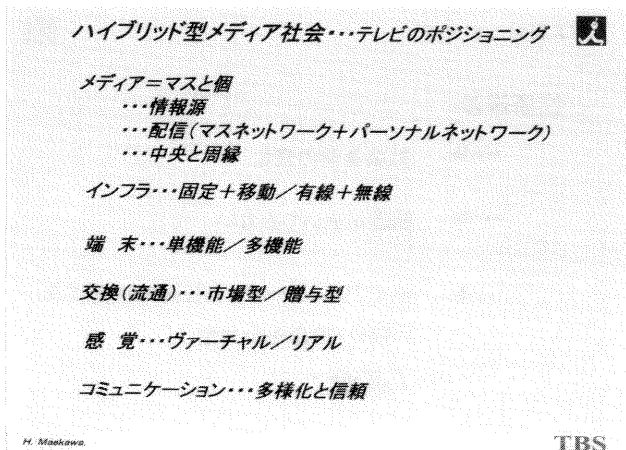 ハイブリッド型メディア社会・・・テレビのポジショニング
メディア＝マスと個
・・・情報源
・・・配信（マスネットワーク＋パーソナルネットワーク）
・・・中央と周縁
インフラ・・・固定＋移動／有線＋無線
端　末・・・単機能／多機能
交換（流通）・・・市場型／贈与型
感　覚・・・ヴァーチャル／リアル
コミュニケーション・・・多様化と信頼
H. Maekawa.
TBS